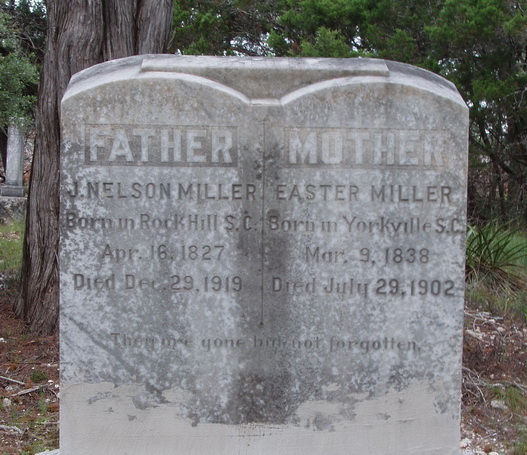 FATHER
J. NELSON MILLER
Born in Rock Hill S.C.
Apr. 16, 1827
Died Dec. 29, 1919
MOTHER
EASTER MILLER
Born in Yorkville S.C.
Mar. 9, 1838
Died July 29, 1902
They are gone but not forgotten.